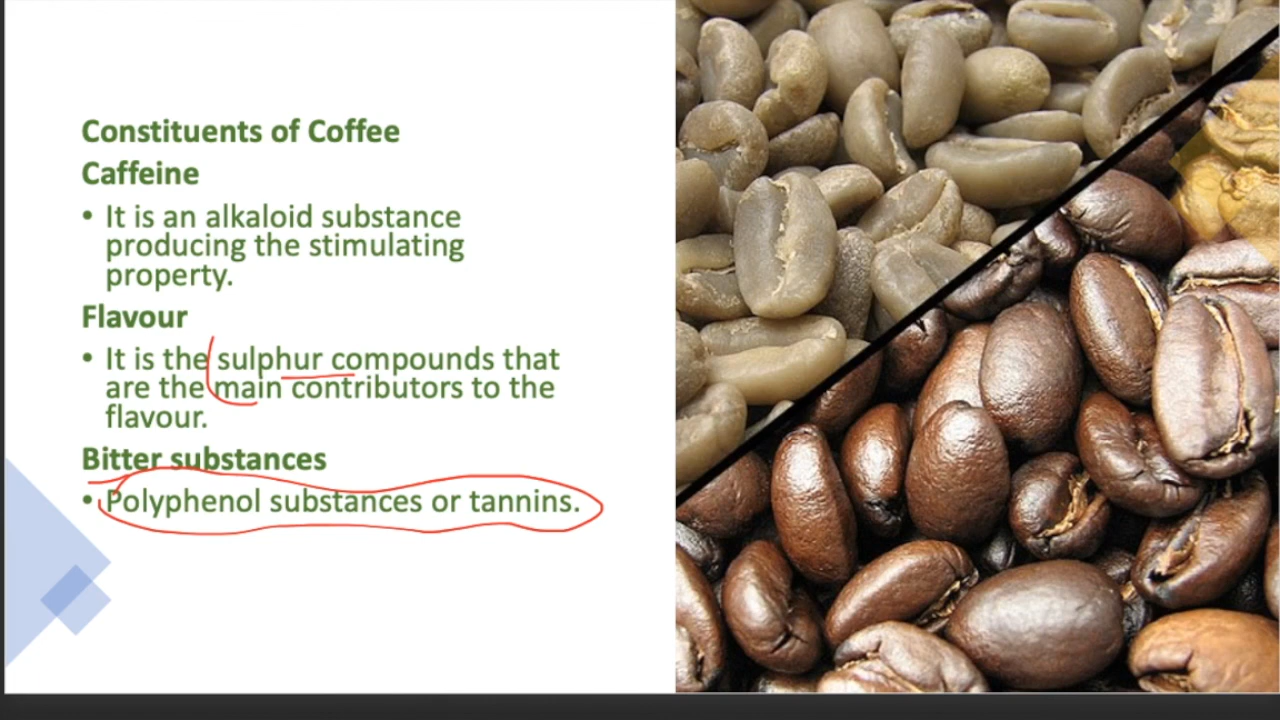 Constituents of Coffee
Caffeine
• It is an alkaloid substance
producing the stimulating
property.
Flavour
• It is the sulphur compounds that
are the main contributors to the
flavour.
Bitter substances
• Polyphenol substances or tannins.